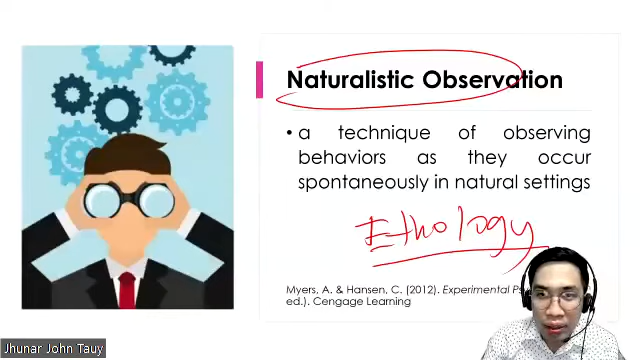 Naturalistic Observation
• a technique of observing
behaviors as they occur
spontaneously in natural settings
Ethology
Myers, A. & Hansen, C. (2012). Experimental
ed.). Cengage Learning
Jhunar John Tauy